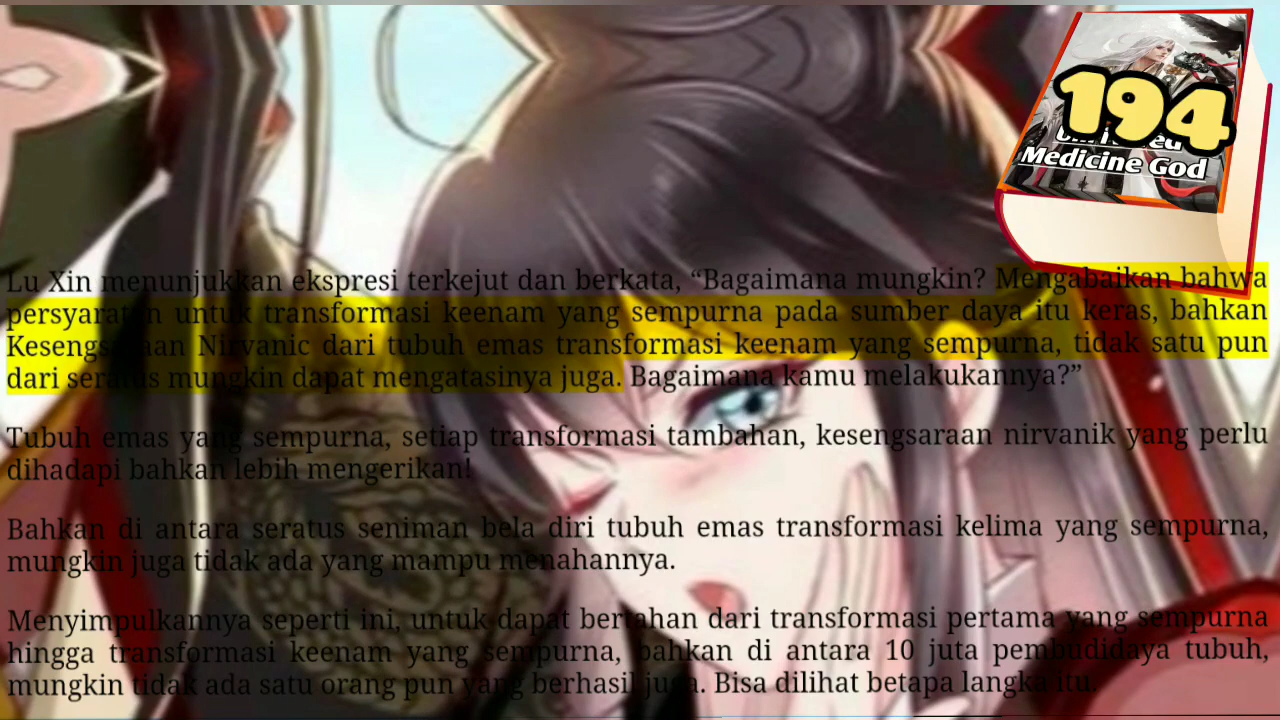 194
Medicine God
Lu Xin menunjukkan ekspresi terkejut dan berkata, “Bagaimana mungkin? Mengabaikan bahwa
persyaratan untuk transformasi keenam yang sempurna pada sumber daya itu keras, bahkan
Kesengsaraan Nirvanic dari tubuh emas transformasi keenam yang sempurna, tidak satu pun
dari seratus mungkin dapat mengatasinya juga. Bagaimana kamu melakukannya?”
Tubuh emas yang sempurna, setiap transformasi tambahan, kesengsaraan nirvanik yang perlu
dihadapi bahkan lebih mengerikan!
Bahkan di antara seratus seniman bela diri tubuh emas transformasi kelima yang sempurna,
mungkin juga tidak ada yang mampu menahannya.
Menyimpulkannya seperti ini, untuk dapat bertahan dari transformasi pertama yang sempurna
hingga transformasi keenam yang sempurna, bahkan di antara 10 juta pembudidaya tubuh,
mungkin tidak ada satu orang pun yang berhasil juga. Bisa dilihat betapa langka itu.